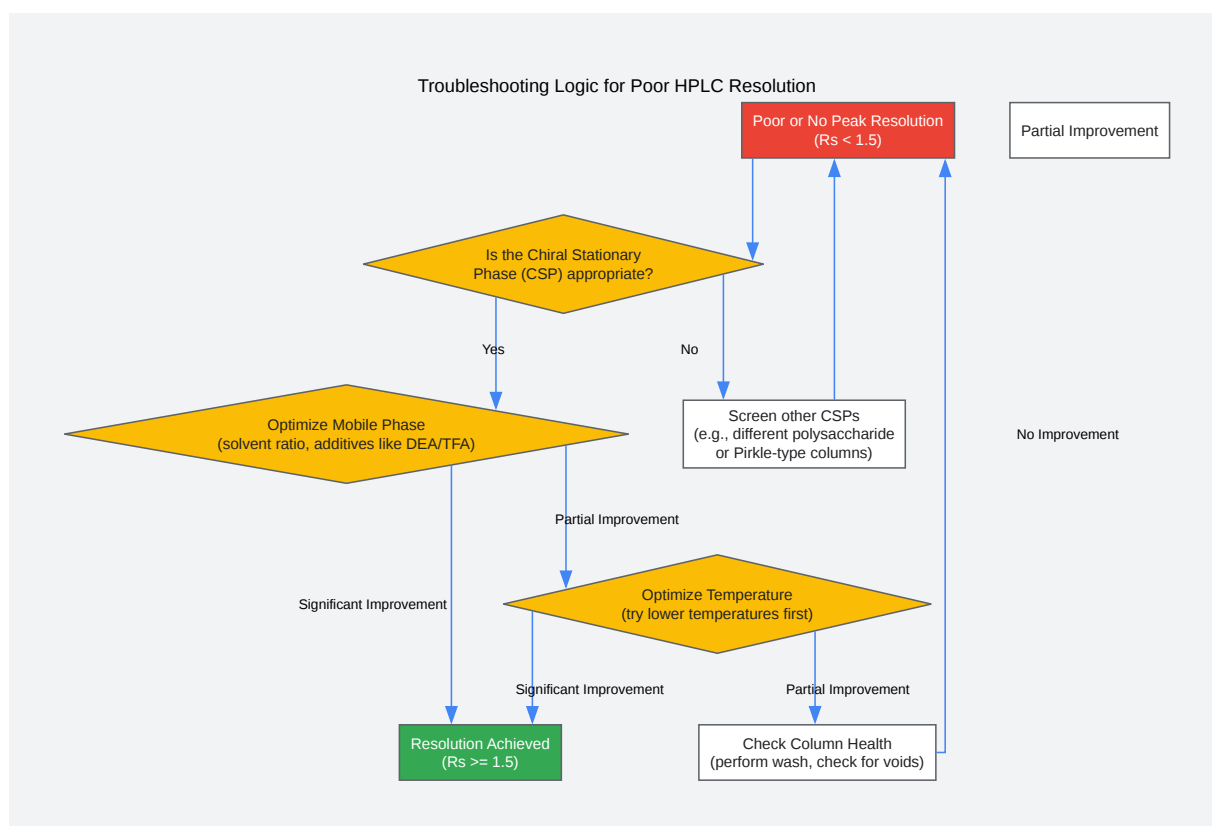 Troubleshooting Logic for Poor HPLC Resolution
Poor or No Peak Resolution
(Rs < 1.5)
Partial Improvement
Is the Chiral Stationary
Phase (CSP) appropriate?
Yes
No
Optimize Mobile Phase
(solvent ratio, additives like DEA/TFA)
Screen other CSPs
(e.g., different polysaccharide
or Pirkle-type columns)
No Improvement
Partial Improvement
Optimize Temperature
(try lower temperatures first)
Significant Improvement
Significant Improvement
Partial Improvement
Resolution Achieved
(Rs >= 1.5)
Check Column Health
(perform wash, check for voids)